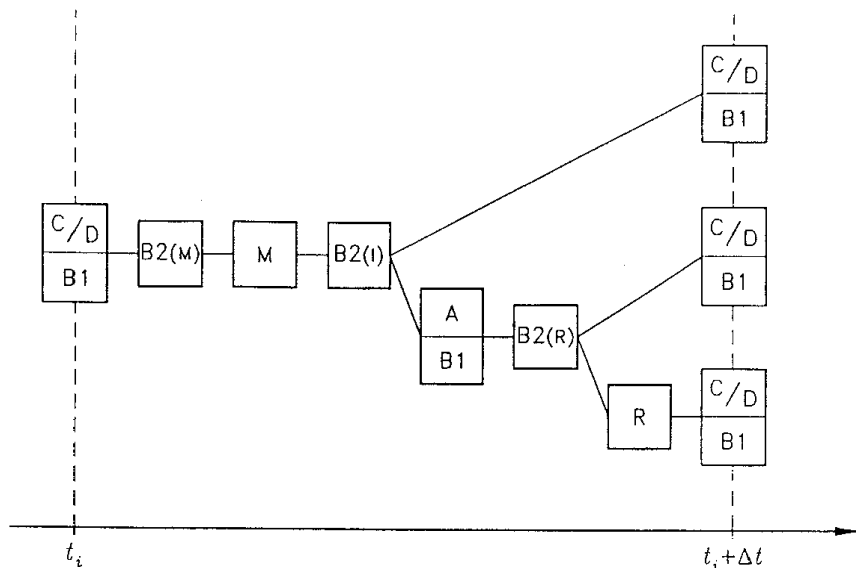 C/D
B1
C/D
B1
B2(M)
M
B2(I)
C/D
B1
A
B1
B2(R)
R
C/D
B1
t_i
t_i+Δt